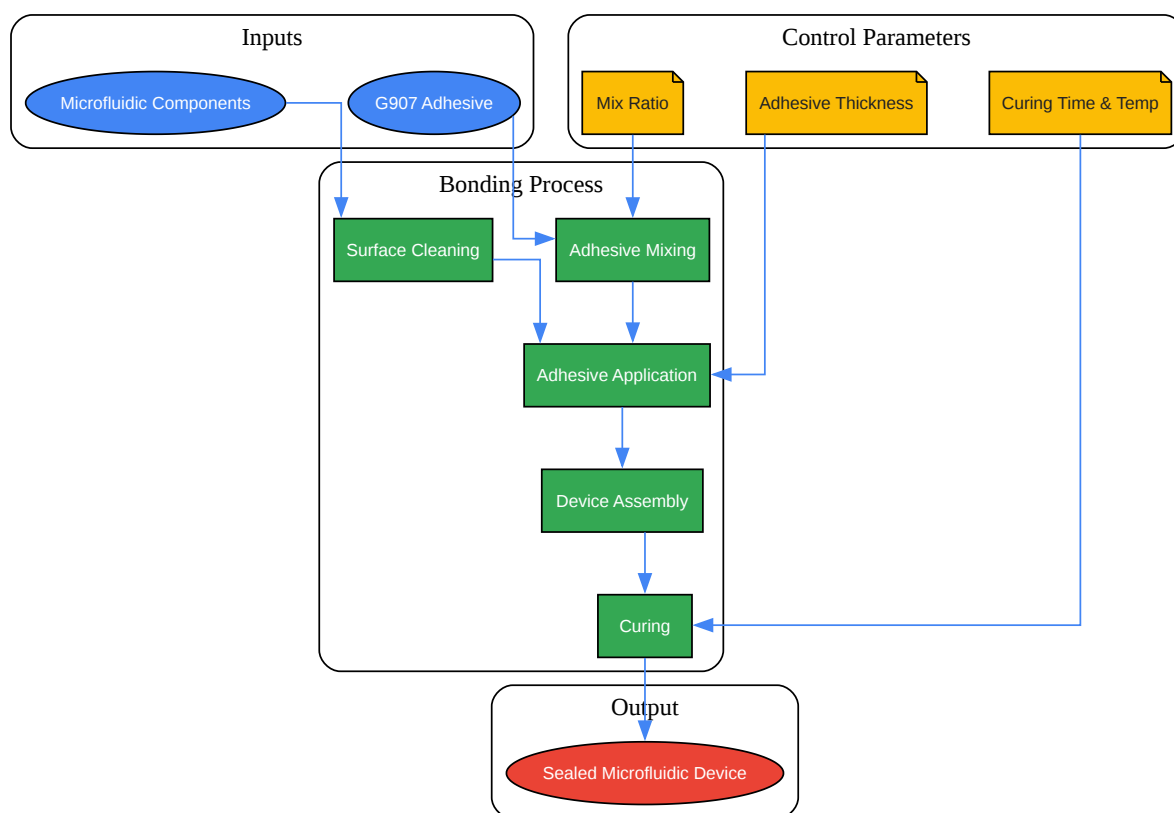 Inputs
Control Parameters
Microfluidic Components
G907 Adhesive
Mix Ratio
Adhesive Thickness
Curing Time & Temp
Bonding Process
Surface Cleaning
Adhesive Mixing
Adhesive Application
Device Assembly
Curing
Output
Sealed Microfluidic Device